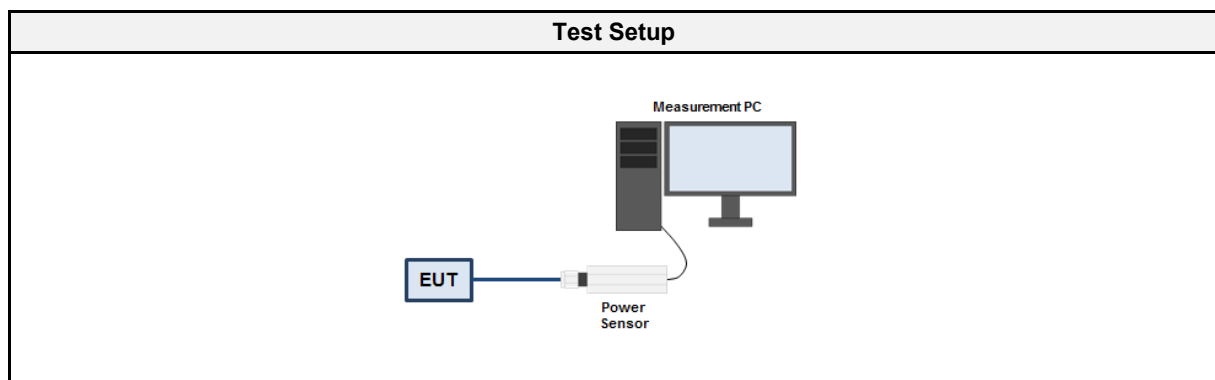 Test Setup
Measurement PC
EUT
Power
Sensor